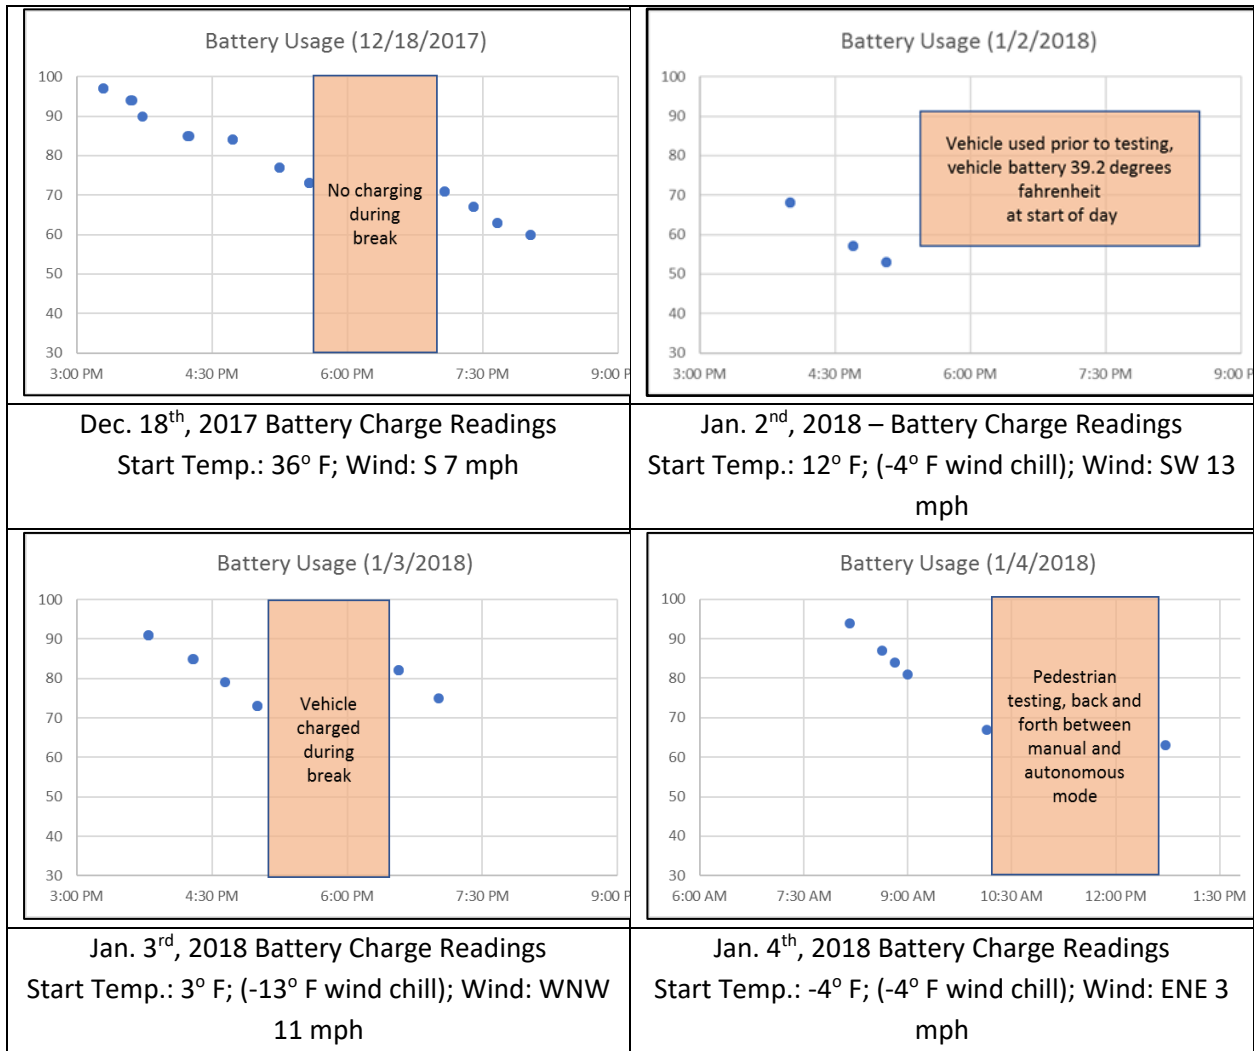 Battery Usage (12/18/2017)
100
90
80
70
60
50
40
30
3:00 PM 4:30 PM 6:00 PM 7:30 PM 9:00 P
No charging
during
break
Dec. 18th, 2017 Battery Charge Readings
Start Temp.: 36o F; Wind: S 7 mph
Battery Usage (1/2/2018)
100
90
80
70
60
50
40
30
3:00 PM 4:30 PM 6:00 PM 7:30 PM 9:00 P
Vehicle used prior to testing,
vehicle battery 39.2 degrees
fahrenheit
at start of day
Jan. 2nd, 2018 – Battery Charge Readings
Start Temp.: 12o F; (-4o F wind chill); Wind: SW 13
mph
Battery Usage (1/3/2018)
100
90
80
70
60
50
40
30
3:00 PM 4:30 PM 6:00 PM 7:30 PM 9:00 P
Vehicle
charged
during
break
Jan. 3rd, 2018 Battery Charge Readings
Start Temp.: 3o F; (-13o F wind chill); Wind: WNW
11 mph
Battery Usage (1/4/2018)
100
90
80
70
60
50
40
30
6:00 AM 7:30 AM 9:00 AM 10:30 AM 12:00 PM 1:30 PM
Pedestrian
testing, back and
forth between
manual and
autonomous
mode
Jan. 4th, 2018 Battery Charge Readings
Start Temp.: -4o F; (-4o F wind chill); Wind: ENE 3
mph